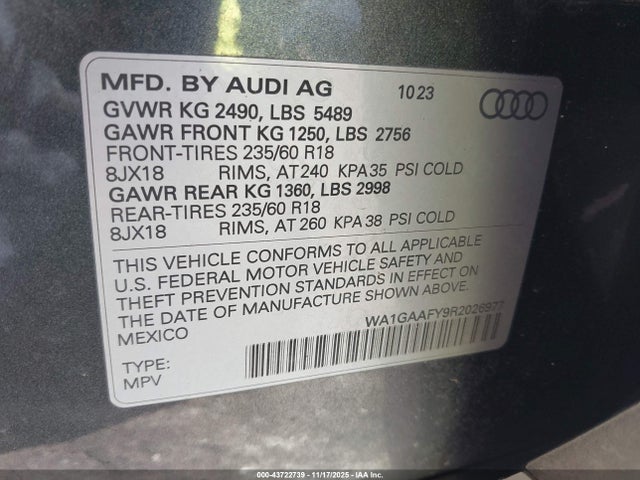 MFD. BY AUDI AG 10 23
GVWR KG 2490, LBS 5489
GAWR FRONT KG 1250, LBS 2756
FRONT-TIRES 235/60 R18
8JX18 RIMS, AT 240 KPA 35 PSI COLD
GAWR REAR KG 1360, LBS 2998
REAR-TIRES 235/60 R18
8JX18 RIMS, AT 260 KPA 38 PSI COLD
THIS VEHICLE CONFORMS TO ALL APPLICABLE
U.S. FEDERAL MOTOR VEHICLE SAFETY AND
THEFT PREVENTION STANDARDS IN EFFECT ON
THE DATE OF MANUFACTURE SHOWN ABOVE.
MEXICO
WA1GAAFY9R2026977
TYPE:
MPV
000-43722739 - 11/17/2025 - IAA Inc.